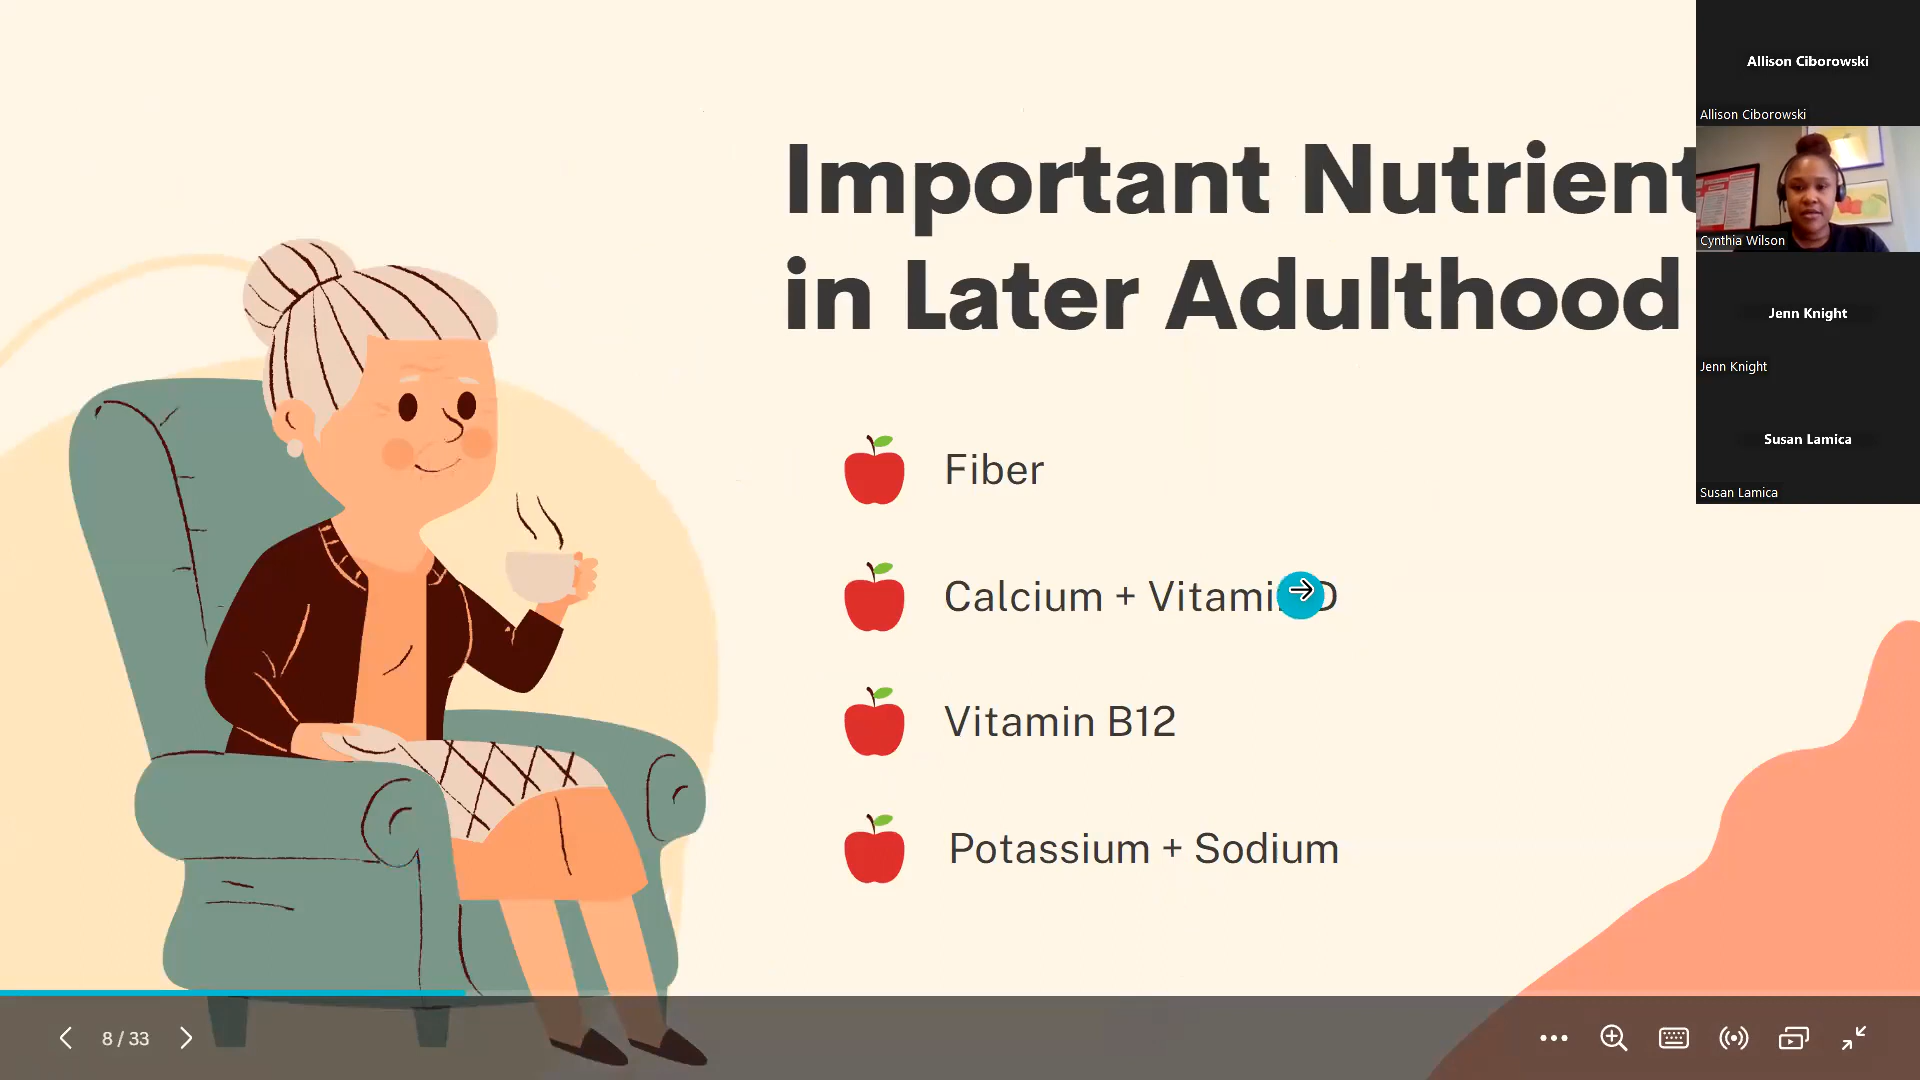 Important Nutrient
in Later Adulthood
Fiber
Calcium + Vitami D
Vitamin B12
Potassium + Sodium
Allison Ciborowski
Allison Ciborowski
Cynthia Wilson
Jenn Knight
Jenn Knight
Susan Lamica
Susan Lamica
8 / 33